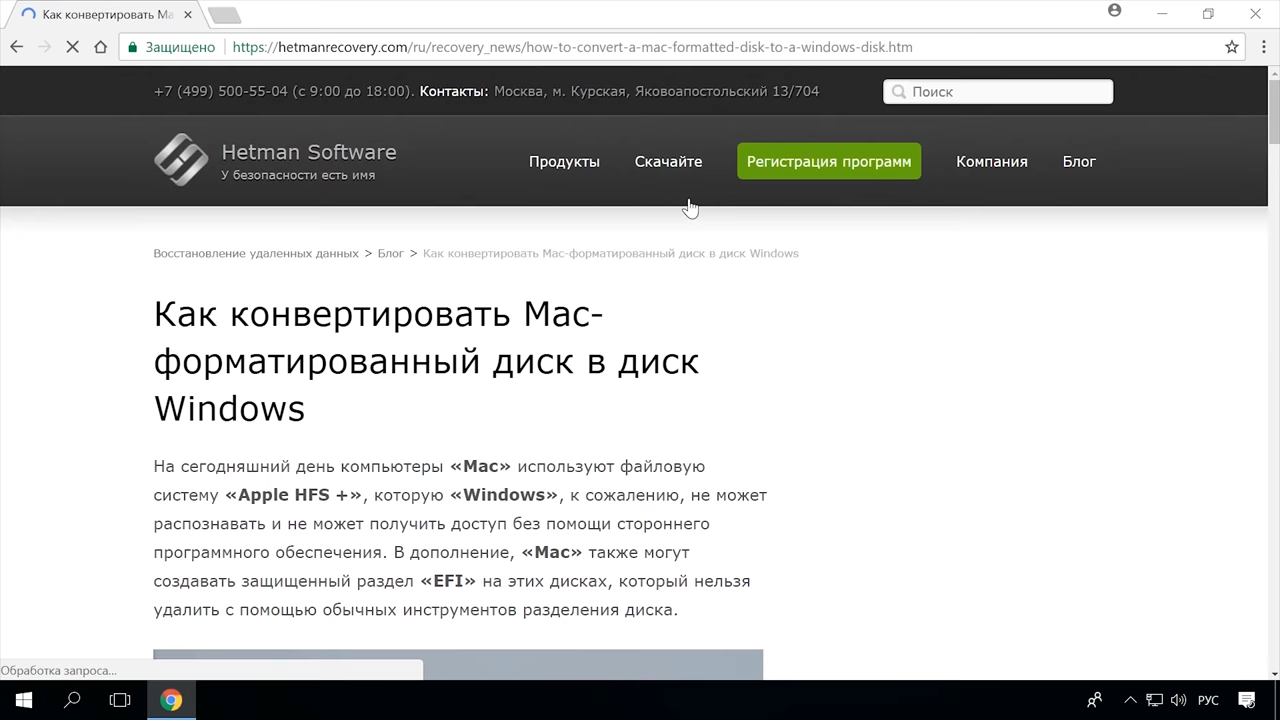 Как конвертировать Ма
Защищено
https://hetmanrecovery.com/ru/recovery_news/how-to-convert-a-mac-formatted-disk-to-a-windows-disk.htm
+7 (499) 500-55-04 (с 9:00 до 18:00). Контакты: Москва, м. Курская, Яковоапостольский 13/704
Поиск
Hetman Software
У безопасности есть имя
Продукты Скачайте Регистрация программ Компания Блог
Восстановление удаленных данных > Блог > Как конвертировать Mac-форматированный диск в диск Windows
Как конвертировать Mac-
форматированный диск в диск
Windows
На сегодняшний день компьютеры «Mac» используют файловую
систему «Apple HFS +», которую «Windows», к сожалению, не может
распознавать и не может получить доступ без помощи стороннего
программного обеспечения. В дополнение, «Mac» также могут
создавать защищенный раздел «EFI» на этих дисках, который нельзя
удалить с помощью обычных инструментов разделения диска.
Обработка запроса...
РУС